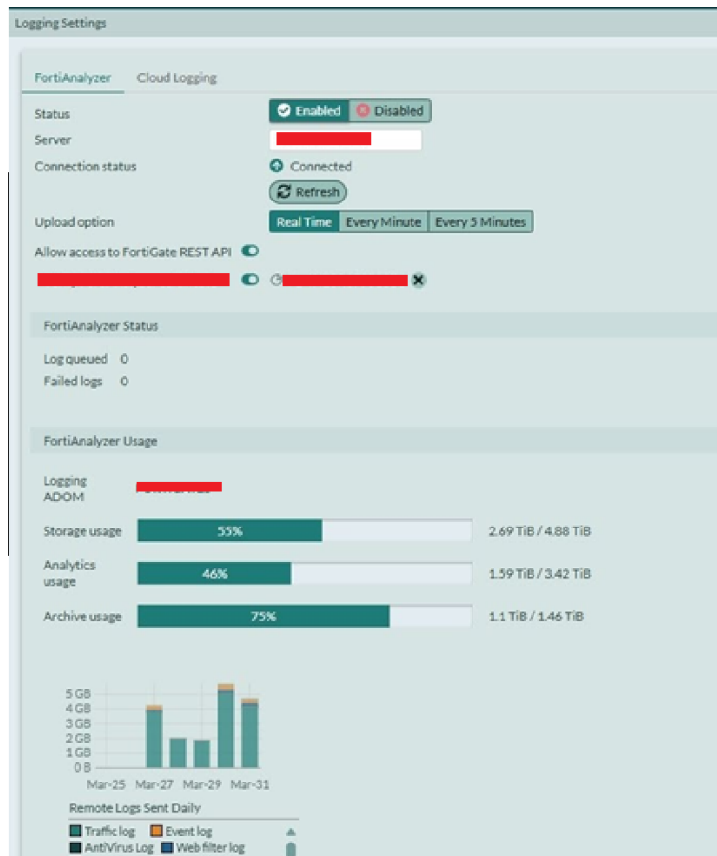 Logging Settings
FortiAnalyzer Cloud Logging
Status Enabled Disabled
Server
Connection status Connected
Refresh
Upload option Real Time Every Minute Every 5 Minutes
Allow access to FortiGate REST API
FortiAnalyzer Status
Log queued 0
Failed logs 0
FortiAnalyzer Usage
Logging
ADOM
Storage usage 55% 2.69 TiB / 4.88 TiB
Analytics
usage 46% 1.59 TiB / 3.42 TiB
Archive usage 75% 1.1 TiB / 1.46 TiB
5 GB
4 GB
3 GB
2 GB
1 GB
0 B
Mar-25 Mar-27 Mar-29 Mar-31
Remote Logs Sent Daily
Traffic log Event log
AntiVirus Log Web filter log